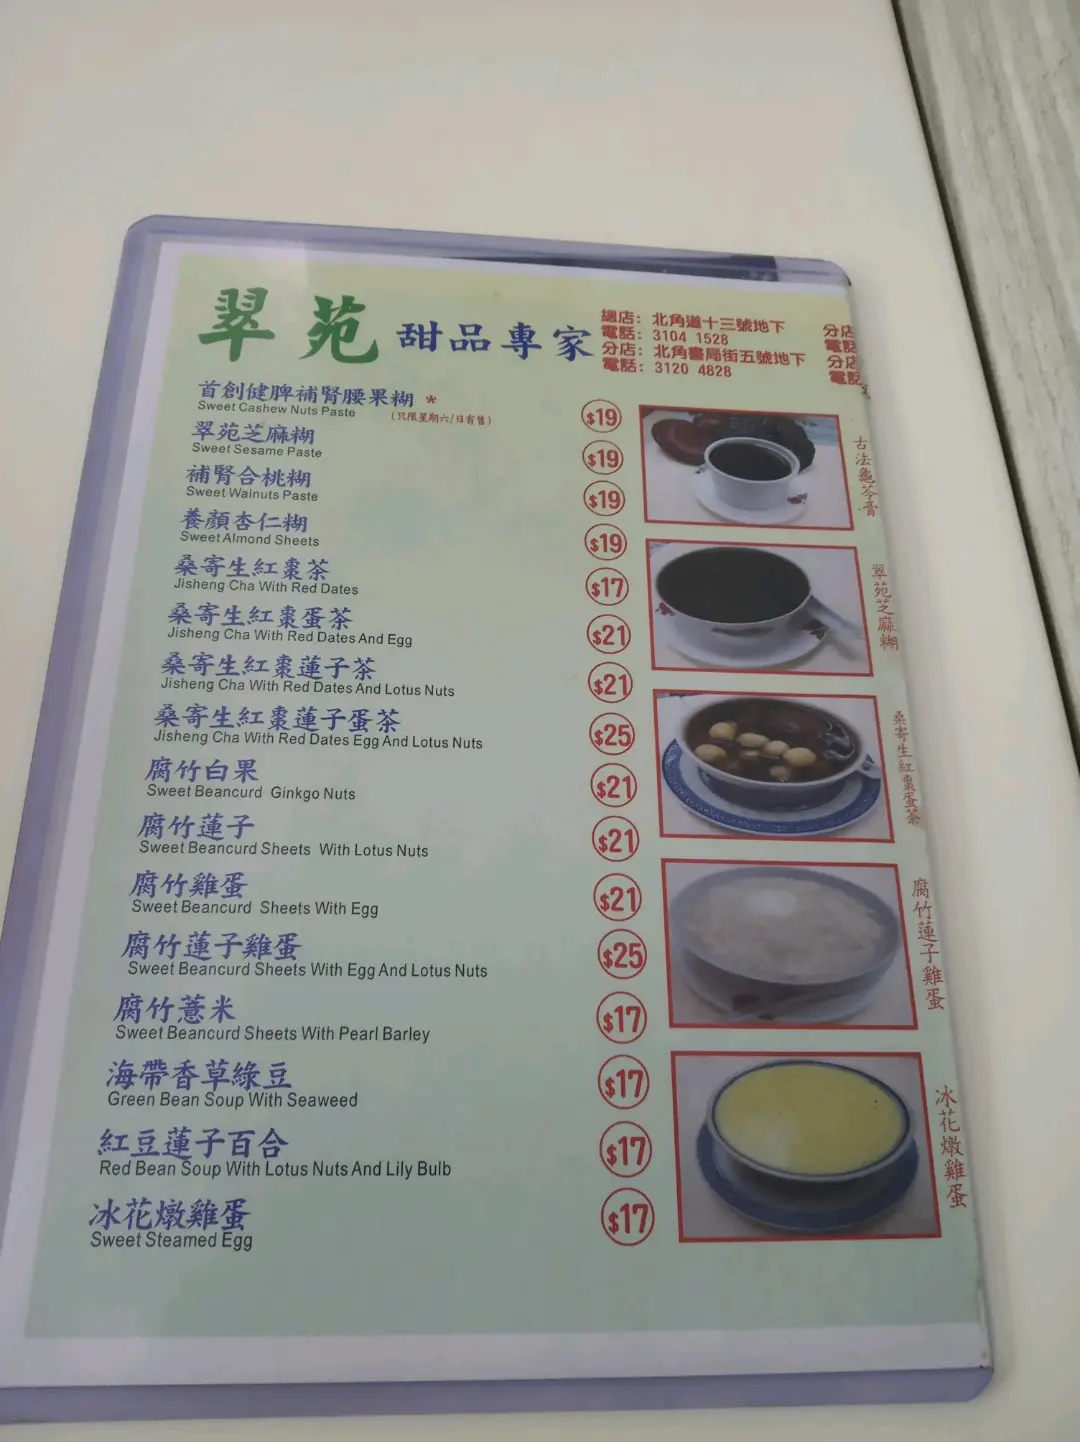 翠苑 甜品專家
總店: 北角道十三號地下
電話: 3104 1528
分店: 北角書局街五號地下
電話: 3120 4828
分店
電話
分店
電話
首創健脾補腎腰果糊 * $19
Sweet Cashew Nuts Paste (只限星期六/日有售)
翠苑芝麻糊 $19
Sweet Sesame Paste
補腎合桃糊 $19
Sweet Walnuts Paste
養顏杏仁糊 $19
Sweet Almond Sheets
桑寄生紅棗茶 $17
Jisheng Cha With Red Dates
桑寄生紅棗蛋茶 $21
Jisheng Cha With Red Dates And Egg
桑寄生紅棗蓮子茶 $21
Jisheng Cha With Red Dates And Lotus Nuts
桑寄生紅棗蓮子蛋茶 $25
Jisheng Cha With Red Dates Egg And Lotus Nuts
腐竹白果 $21
Sweet Beancurd Ginkgo Nuts
腐竹蓮子 $21
Sweet Beancurd Sheets With Lotus Nuts
腐竹雞蛋 $21
Sweet Beancurd Sheets With Egg
腐竹蓮子雞蛋 $25
Sweet Beancurd Sheets With Egg And Lotus Nuts
腐竹薏米 $17
Sweet Beancurd Sheets With Pearl Barley
海帶香草綠豆 $17
Green Bean Soup With Seaweed
紅豆蓮子百合 $17
Red Bean Soup With Lotus Nuts And Lily Bulb
冰花燉雞蛋 $17
Sweet Steamed Egg
古法龜苓膏
翠苑芝麻糊
桑寄生紅棗蛋茶
腐竹蓮子雞蛋
冰花燉雞蛋